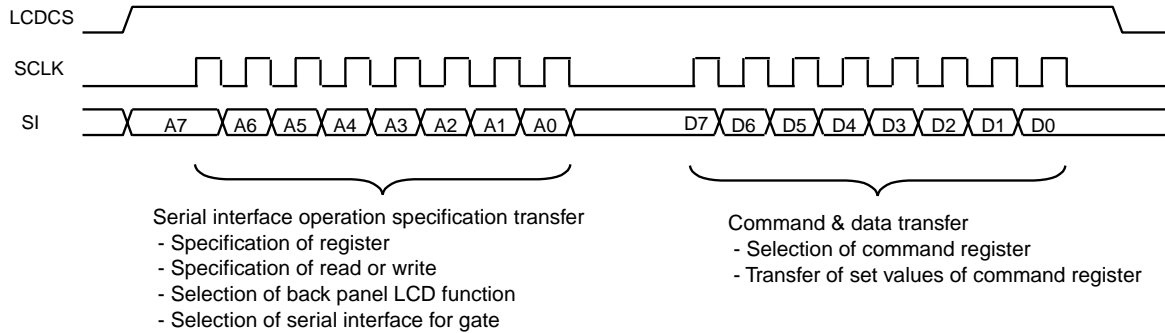 LCDCS
SCLK
SI
A7 A6 A5 A4 A3 A2 A1 A0 D7 D6 D5 D4 D3 D2 D1 D0
Serial interface operation specification transfer
- Specification of register
- Specification of read or write
- Selection of back panel LCD function
- Selection of serial interface for gate
Command & data transfer
- Selection of command register
- Transfer of set values of command register